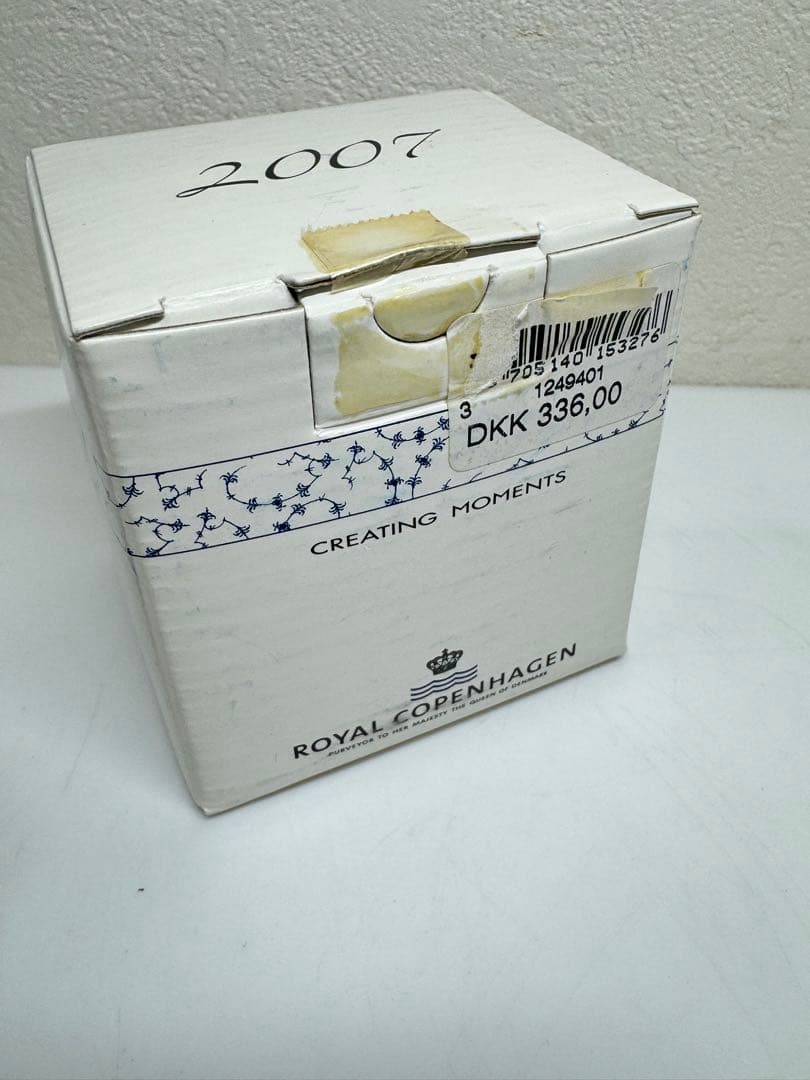 2007
705140 153276
3 1249401
DKK 336,00
CREATING MOMENTS
ROYAL COPENHAGEN
PURVEYOR TO HER MAJESTY THE QUEEN OF DENMARK